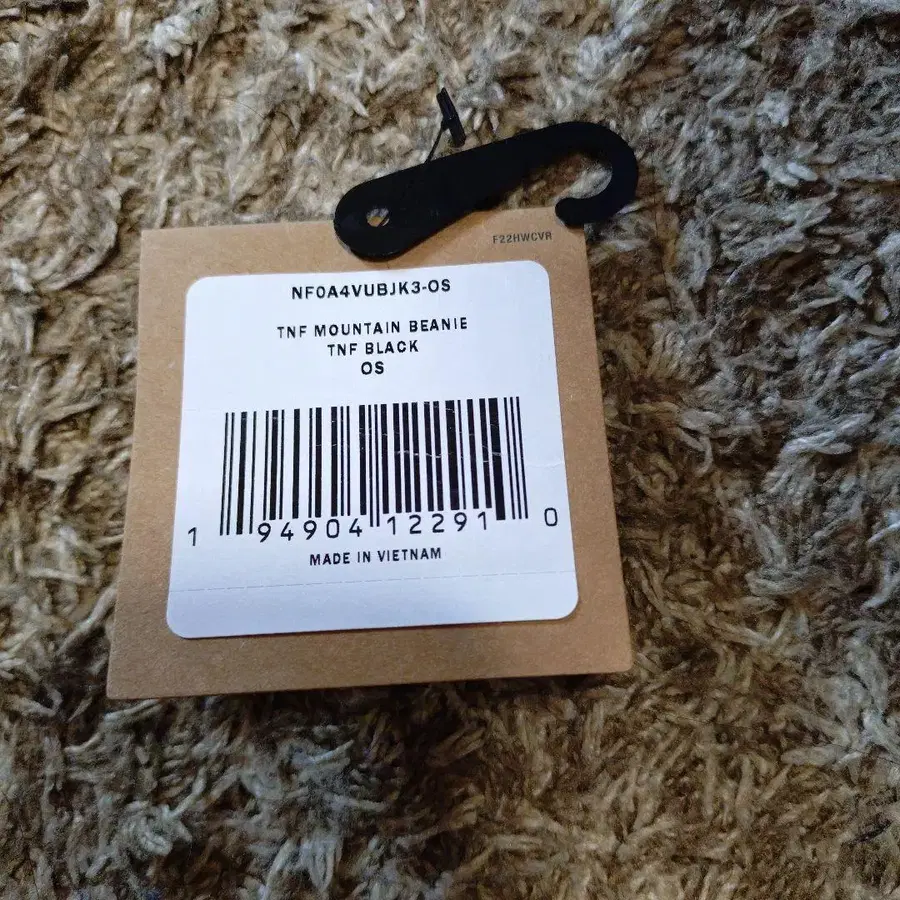 F22HWCVR
NF0A4VUBJK3-OS
TNF MOUNTAIN BEANIE
TNF BLACK
OS
1 94904 12291 0
MADE IN VIETNAM